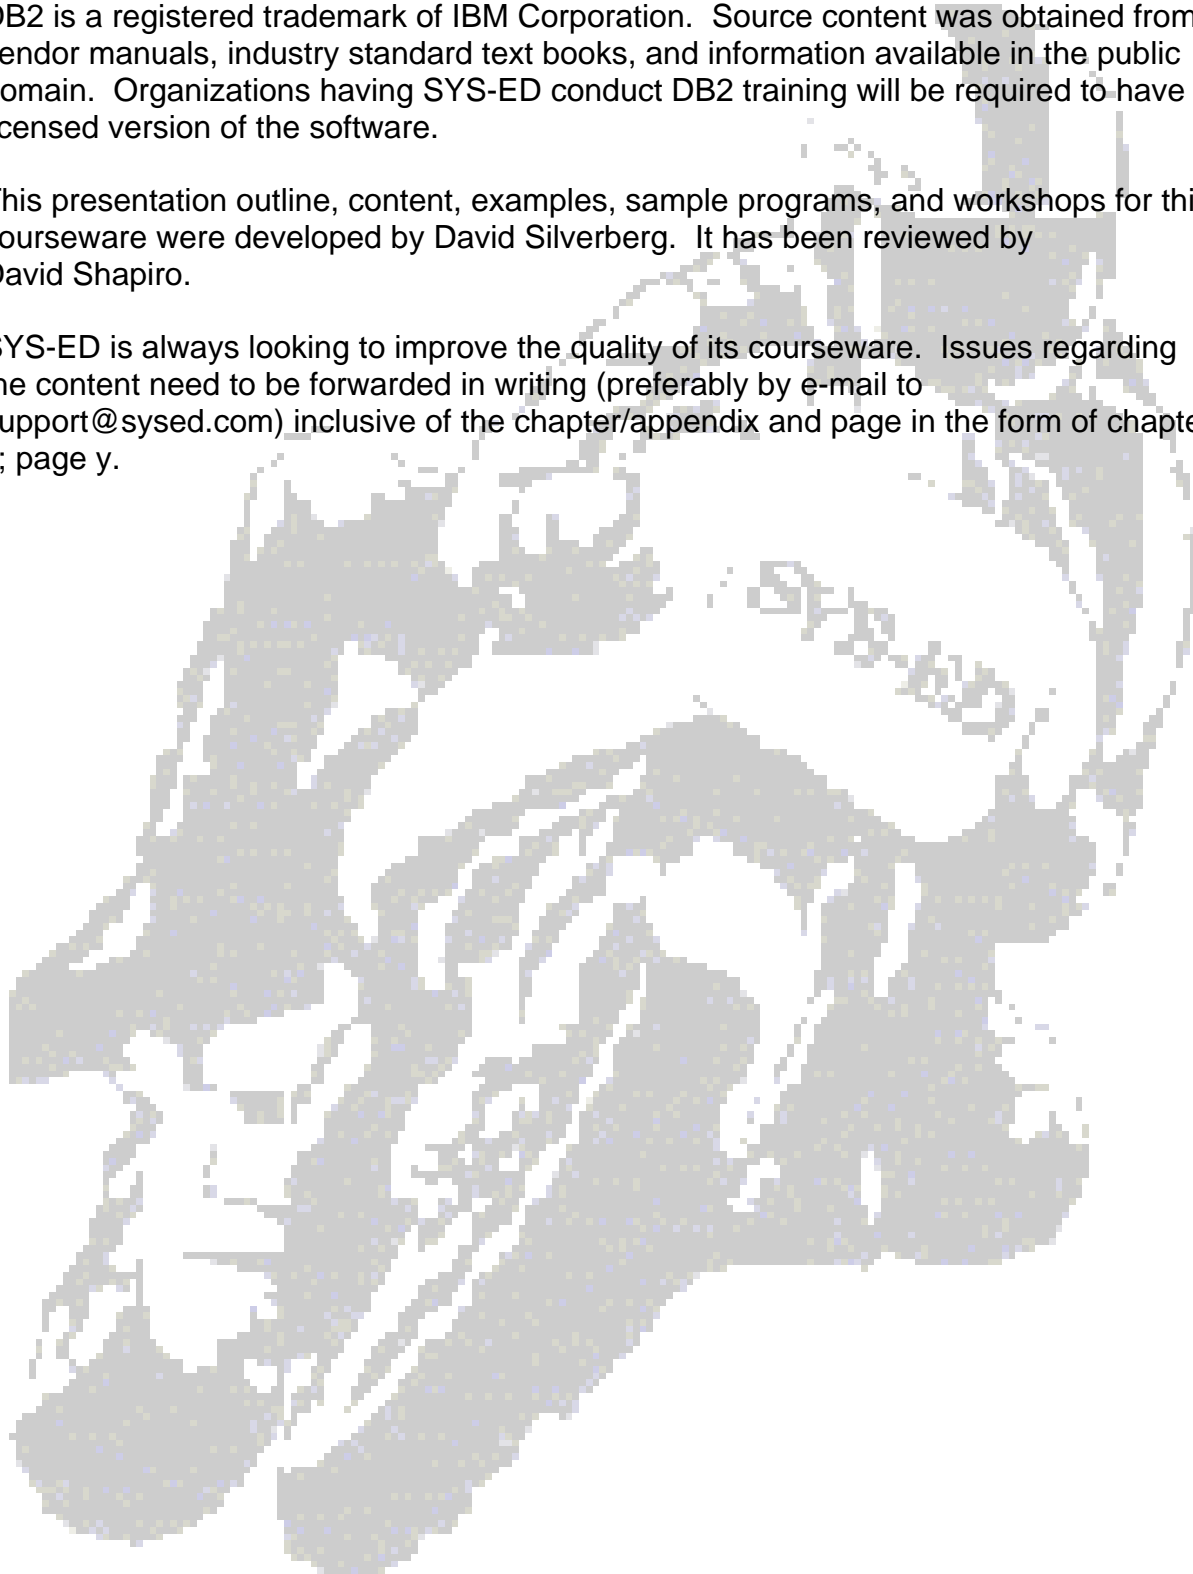 DB2 is a registered trademark of IBM Corporation.  Source content was obtained from
endor manuals, industry standard text books, and information available in the public
omain.  Organizations having SYS-ED conduct DB2 training will be required to have
censed version of the software.
This presentation outline, content, examples, sample programs, and workshops for thi
ourseware were developed by David Silverberg.  It has been reviewed by
David Shapiro.
SYS-ED is always looking to improve the quality of its courseware.  Issues regarding
he content need to be forwarded in writing (preferably by e-mail to
upport@sysed.com) inclusive of the chapter/appendix and page in the form of chapte
; page y.
SYS-ED